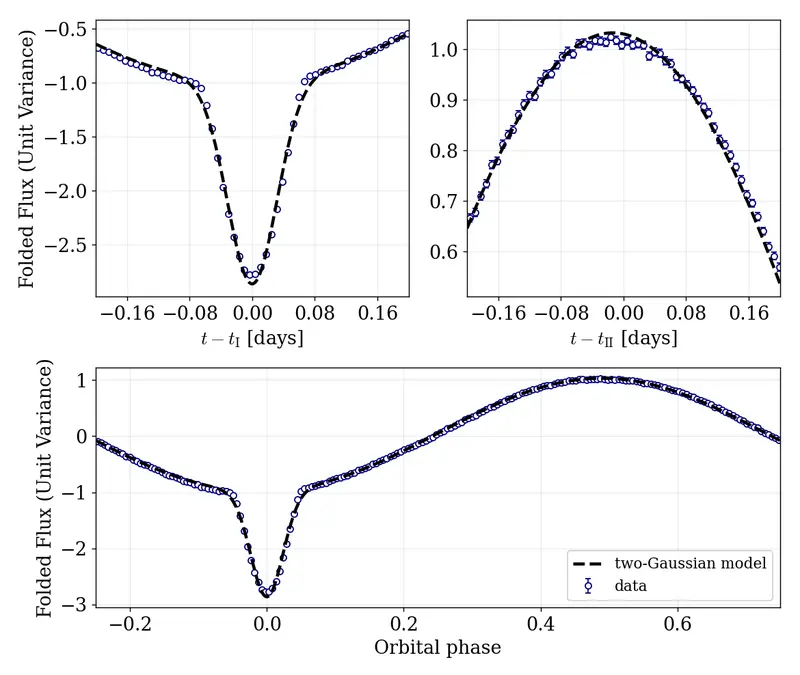 Folded Flux (Unit Variance)
−0.5
−1.0
−1.5
−2.0
−2.5
−0.16 −0.08 0.00 0.08 0.16
t − tI [days]
1.0
0.9
0.8
0.7
0.6
−0.16 −0.08 0.00 0.08 0.16
t − tII [days]
Folded Flux (Unit Variance)
1
0
−1
−2
−3
−0.2 0.0 0.2 0.4 0.6
Orbital phase
two-Gaussian model
data